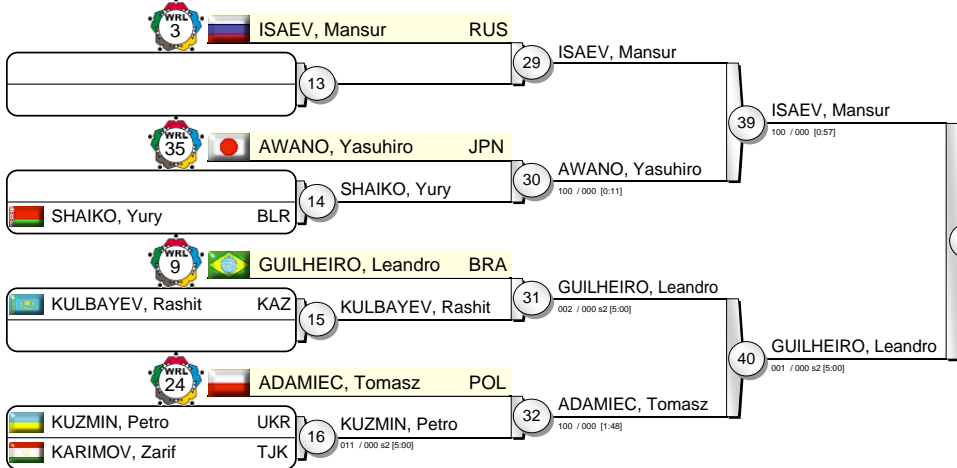 WRL
3
ISAEV, Mansur RUS
13
29
ISAEV, Mansur
WRL
35
AWANO, Yasuhiro JPN
SHAIKO, Yury BLR
14
SHAIKO, Yury
30
AWANO, Yasuhiro
100 / 000 [0:11]
39
ISAEV, Mansur
100 / 000 [0:57]
WRL
9
GUILHEIRO, Leandro BRA
KULBAYEV, Rashit KAZ
15
KULBAYEV, Rashit
31
GUILHEIRO, Leandro
002 / 000 s2 [5:00]
WRL
24
ADAMIEC, Tomasz POL
KUZMIN, Petro UKR
KARIMOV, Zarif TJK
16
KUZMIN, Petro
011 / 000 s2 [5:00]
32
ADAMIEC, Tomasz
100 / 000 [1:48]
40
GUILHEIRO, Leandro
001 / 000 s2 [5:00]